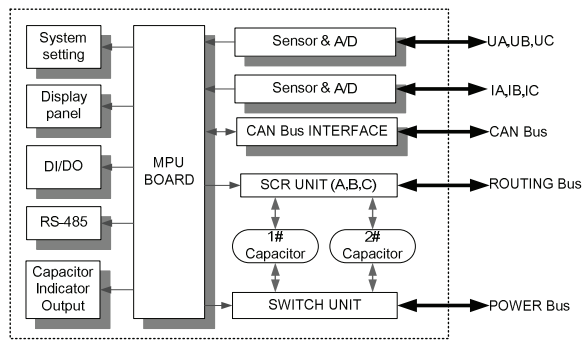 System
setting
Display
panel
DI/DO
RS-485
Capacitor
Indicator
Output
MPU
BOARD
Sensor & A/D
UA,UB,UC
Sensor & A/D
IA,IB,IC
CAN Bus INTERFACE
CAN Bus
SCR UNIT (A,B,C)
ROUTING Bus
1#
Capacitor
2#
Capacitor
SWITCH UNIT
POWER Bus